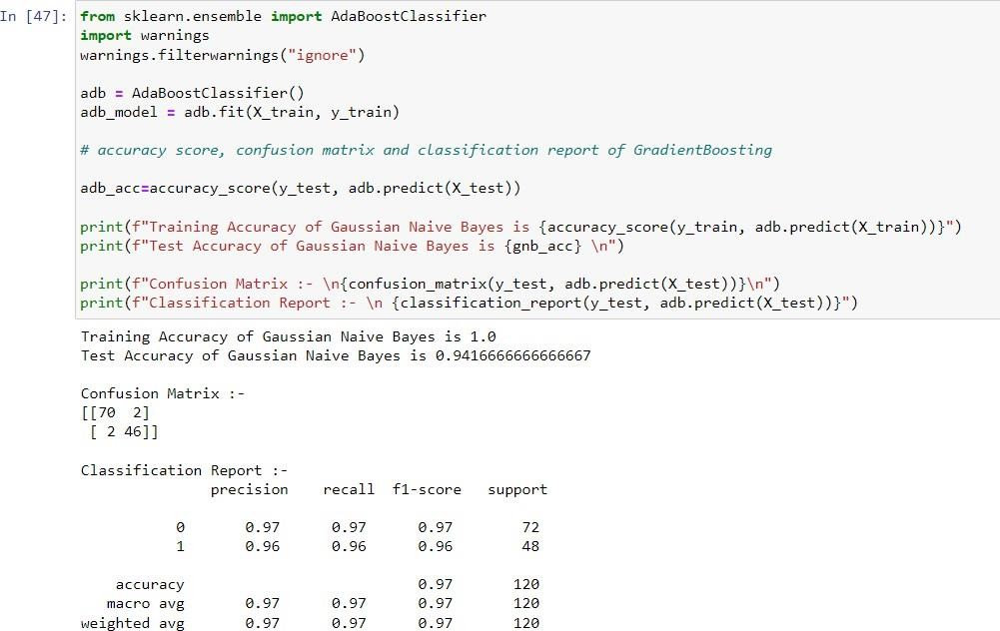 In [47]: from sklearn.ensemble import AdaBoostClassifier
import warnings
warnings.filterwarnings("ignore")
adb = AdaBoostClassifier()
adb_model = adb.fit(X_train, y_train)
# accuracy score, confusion matrix and classification report of GradientBoosting
adb_acc=accuracy_score(y_test, adb.predict(X_test))
print(f"Training Accuracy of Gaussian Naive Bayes is {accuracy_score(y_train, adb.predict(X_train))}")
print(f"Test Accuracy of Gaussian Naive Bayes is {gnb_acc} \n")
print(f"Confusion Matrix :- \n{confusion_matrix(y_test, adb.predict(X_test))}\n")
print(f"Classification Report :- \n {classification_report(y_test, adb.predict(X_test))}")
Training Accuracy of Gaussian Naive Bayes is 1.0
Test Accuracy of Gaussian Naive Bayes is 0.9416666666666667
Confusion Matrix :-
[[70  2]
[ 2 46]]
Classification Report :-
precision recall f1-score support
0 0.97 0.97 0.97 72
1 0.96 0.96 0.96 48
accuracy 0.97 120
macro avg 0.97 0.97 0.97 120
weighted avg 0.97 0.97 0.97 120